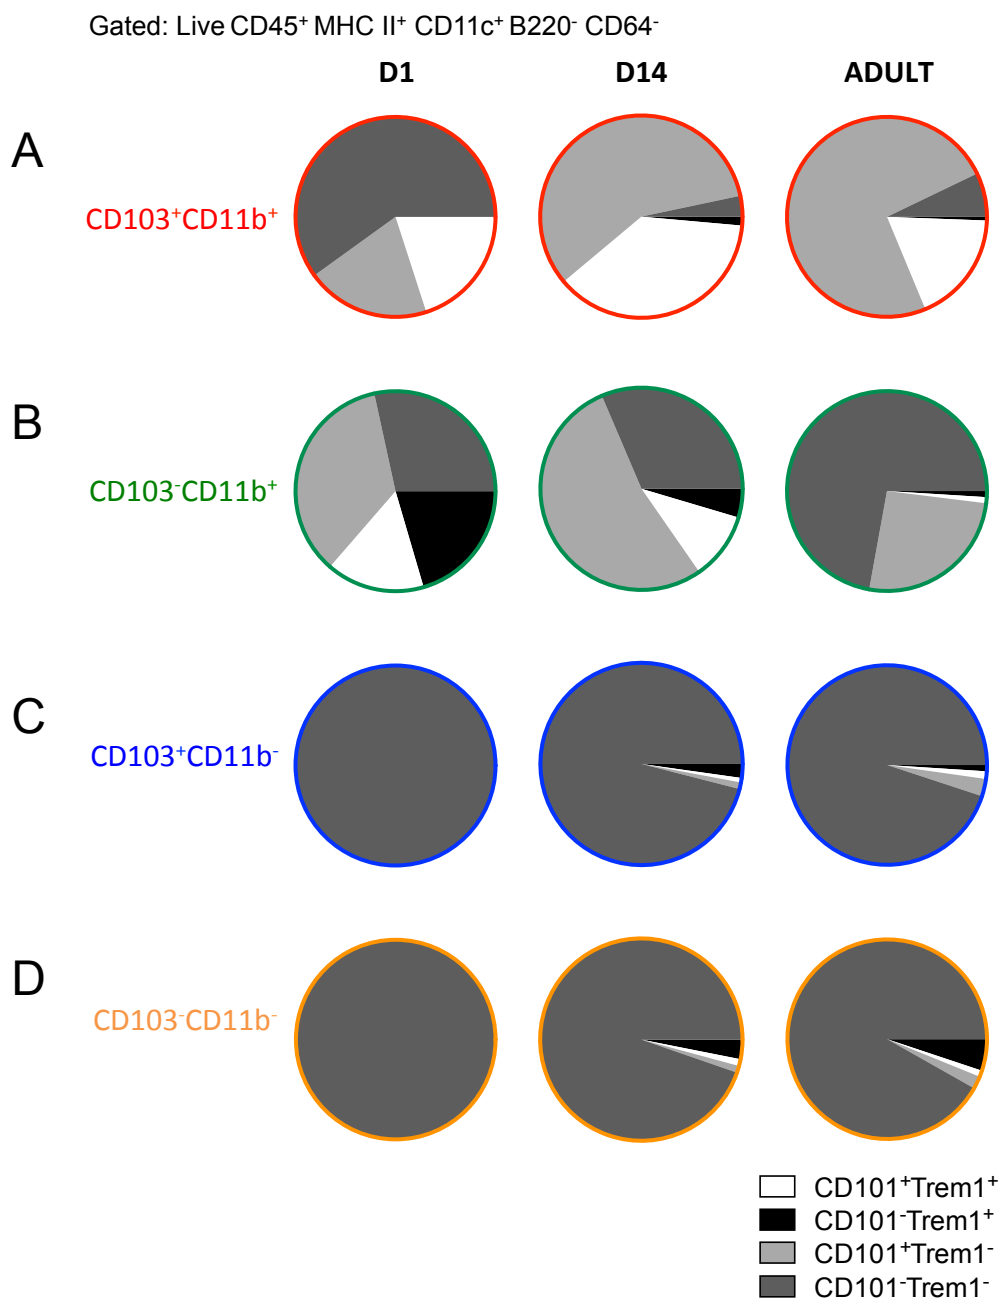 Gated: Live CD45⁺ MHC II⁺ CD11c⁺ B220⁻ CD64⁻
D1 D14 ADULT
A
CD103⁺CD11b⁺
B
CD103⁻CD11b⁺
C
CD103⁺CD11b⁻
D
CD103⁻CD11b⁻
CD101⁺Trem1⁺
CD101⁻Trem1⁺
CD101⁺Trem1⁻
CD101⁻Trem1⁻